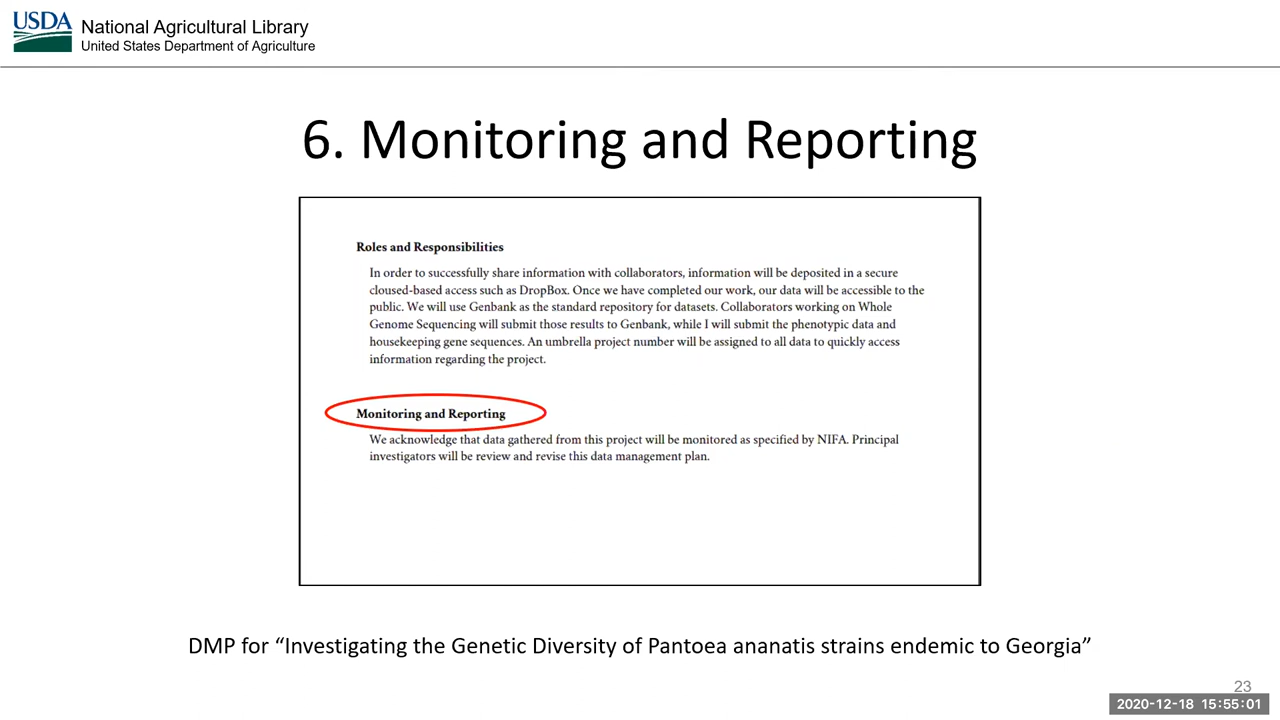 USDA
National Agricultural Library
United States Department of Agriculture
6. Monitoring and Reporting
Roles and Responsibilities
In order to successfully share information with collaborators, information will be deposited in a secure
cloused-based access such as DropBox. Once we have completed our work, our data will be accessible to the
public. We will use Genbank as the standard repository for datasets. Collaborators working on Whole
Genome Sequencing will submit those results to Genbank, while I will submit the phenotypic data and
housekeeping gene sequences. An umbrella project number will be assigned to all data to quickly access
information regarding the project.
Monitoring and Reporting
We acknowledge that data gathered from this project will be monitored as specified by NIFA. Principal
investigators will be review and revise this data management plan.
DMP for “Investigating the Genetic Diversity of Pantoea ananatis strains endemic to Georgia”
23
2020-12-18 15:55:01